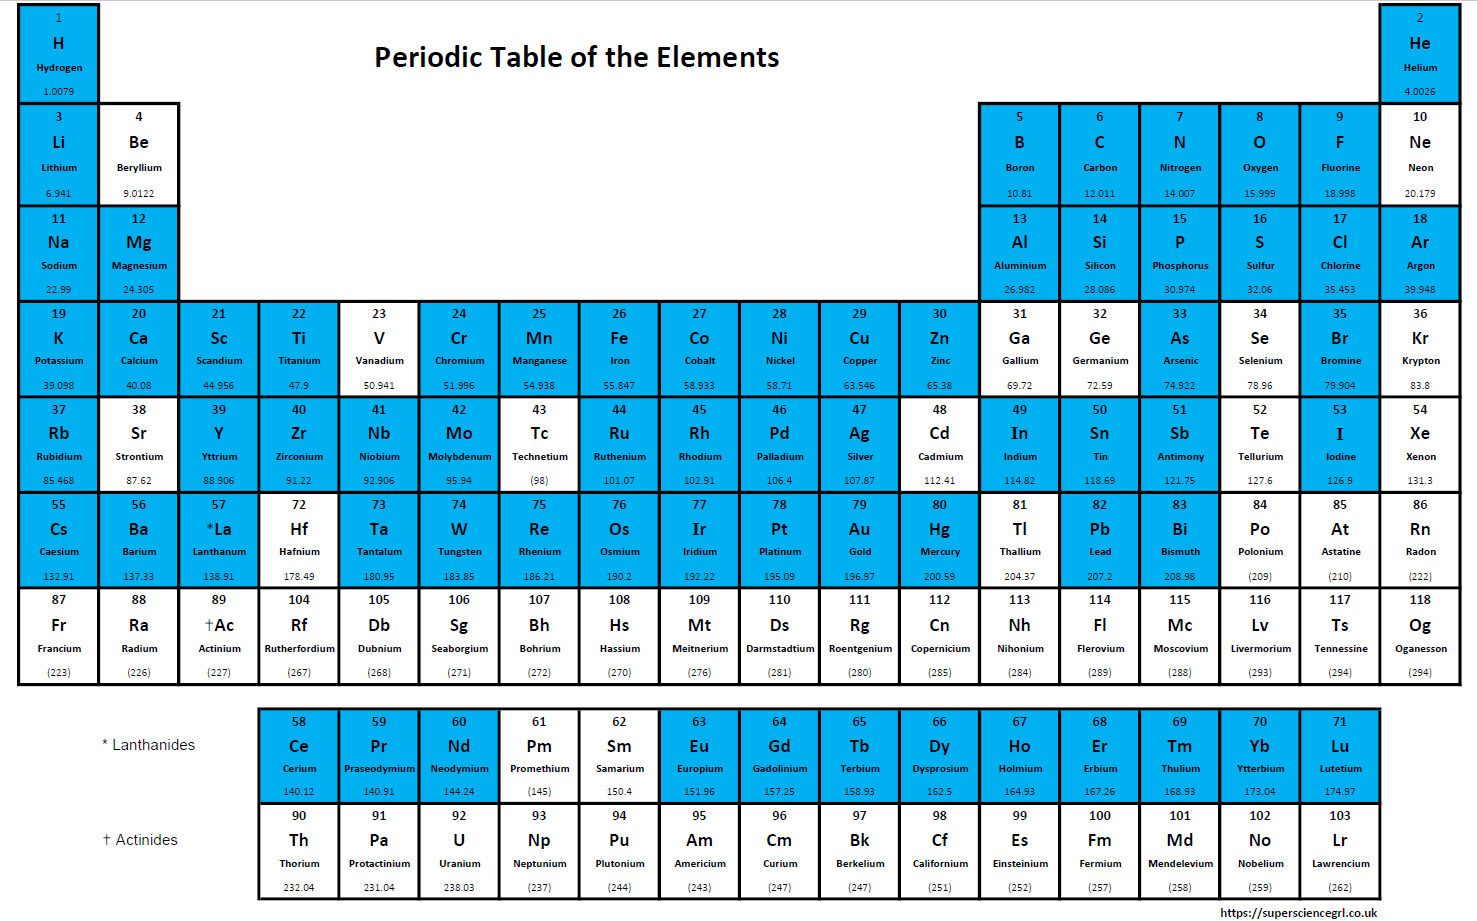 1 2
H He
Periodic Table of the Elements
Hydrogen Helium
1.0079 4.0026
3 4 5 6 7 8 9 10
Li Be B C N O F Ne
Lithium Beryllium Boron Carbon Nitrogen Oxygen Fluorine Neon
6.941 9.0122 10.81 12.011 14.007 15.999 18.998 20.179
11 12 13 14 15 16 17 18
Na Mg Al Si P S Cl Ar
Sodium Magnesium Aluminium Silicon Phosphorus Sulfur Chlorine Argon
22.99 24.305 26.982 28.086 30.974 32.06 35.453 39.948
19 20 21 22 23 24 25 26 27 28 29 30 31 32 33 34 35 36
K Ca Sc Ti V Cr Mn Fe Co Ni Cu Zn Ga Ge As Se Br Kr
Potassium Calcium Scandium Titanium Vanadium Chromium Manganese Iron Cobalt Nickel Copper Zinc Gallium Germanium Arsenic Selenium Bromine Krypton
39.098 40.08 44.956 47.9 50.941 51.996 54.938 55.847 58.933 58.71 63.546 65.38 69.72 72.59 74.922 78.96 79.904 83.8
37 38 39 40 41 42 43 44 45 46 47 48 49 50 51 52 53 54
Rb Sr Y Zr Nb Mo Tc Ru Rh Pd Ag Cd In Sn Sb Te I Xe
Rubidium Strontium Yttrium Zirconium Niobium Molybdenum Technetium Ruthenium Rhodium Palladium Silver Cadmium Indium Tin Antimony Tellurium Iodine Xenon
85.468 87.62 88.906 91.22 92.906 95.94 (98) 101.07 102.91 106.4 107.87 112.41 114.82 118.69 121.75 127.6 126.9 131.3
55 56 57 72 73 74 75 76 77 78 79 80 81 82 83 84 85 86
Cs Ba *La Hf Ta W Re Os Ir Pt Au Hg Tl Pb Bi Po At Rn
Caesium Barium Lanthanum Hafnium Tantalum Tungsten Rhenium Osmium Iridium Platinum Gold Mercury Thallium Lead Bismuth Polonium Astatine Radon
132.91 137.33 138.91 178.49 180.95 183.85 186.21 190.2 192.22 195.09 196.97 200.59 204.37 207.2 208.98 (209) (210) (222)
87 88 89 104 105 106 107 108 109 110 111 112 113 114 115 116 117 118
Fr Ra †Ac Rf Db Sg Bh Hs Mt Ds Rg Cn Nh Fl Mc Lv Ts Og
Francium Radium Actinium Rutherfordium Dubnium Seaborgium Bohrium Hassium Meitnerium Darmstadtium Roentgenium Copernicium Nihonium Flerovium Moscovium Livermorium Tennessine Oganesson
(223) (226) (227) (267) (268) (271) (272) (270) (276) (281) (280) (285) (284) (289) (288) (293) (294) (294)
58 59 60 61 62 63 64 65 66 67 68 69 70 71
* Lanthanides Ce Pr Nd Pm Sm Eu Gd Tb Dy Ho Er Tm Yb Lu
Cerium Praseodymium Neodymium Promethium Samarium Europium Gadolinium Terbium Dysprosium Holmium Erbium Thulium Ytterbium Lutetium
140.12 140.91 144.24 (145) 150.4 151.96 157.25 158.93 162.5 164.93 167.26 168.93 173.04 174.97
90 91 92 93 94 95 96 97 98 99 100 101 102 103
† Actinides Th Pa U Np Pu Am Cm Bk Cf Es Fm Md No Lr
Thorium Protactinium Uranium Neptunium Plutonium Americium Curium Berkelium Californium Einsteinium Fermium Mendelevium Nobelium Lawrencium
232.04 231.04 238.03 (237) (244) (243) (247) (247) (251) (252) (257) (258) (259) (262)
https://supersciencegrl.co.uk